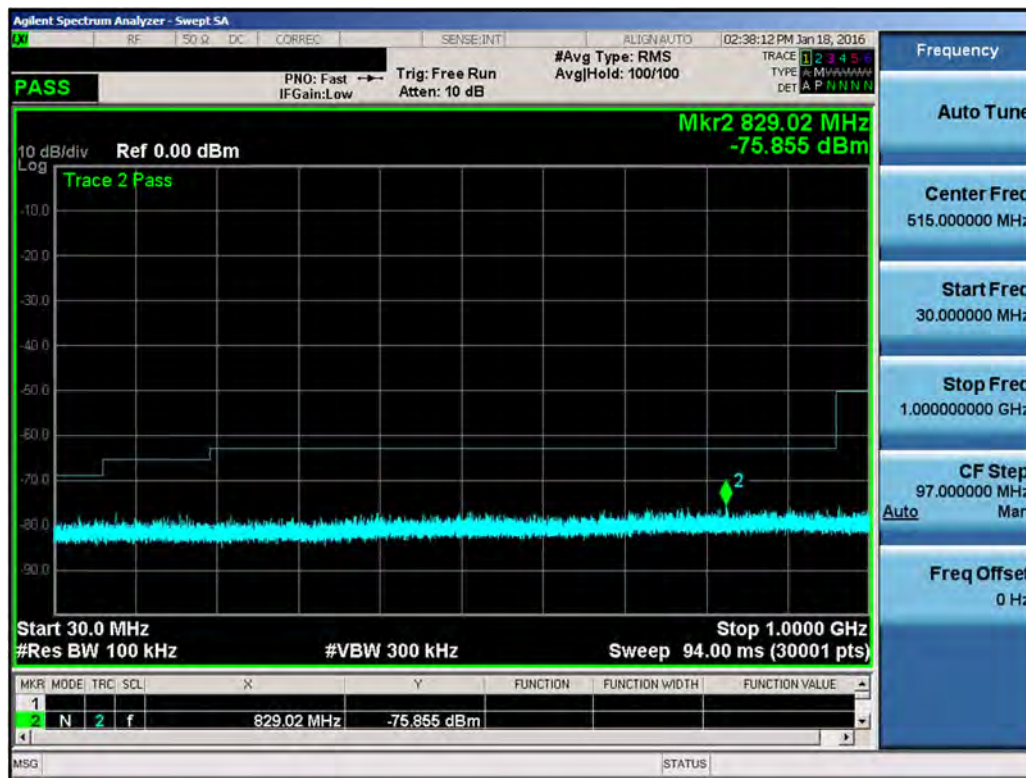 Agilent Spectrum Analyzer - Swept SA
LXI RF 50 Ω DC CORREC SENSE:INT ALIGN AUTO 02:38:12 PM Jan 18, 2016
PASS
PNO: Fast
IFGain:Low
Trig: Free Run
Atten: 10 dB
#Avg Type: RMS
Avg|Hold: 100/100
TRACE 1 2 3 4 5 6
TYPE
DET A P N N N N
Mkr2 829.02 MHz
-75.855 dBm
10 dB/div Ref 0.00 dBm
Log
Trace 2 Pass
-10.0
-20.0
-30.0
-40.0
-50.0
-60.0
-70.0
-80.0
-90.0
2
Start 30.0 MHz Stop 1.0000 GHz
#Res BW 100 kHz #VBW 300 kHz Sweep 94.00 ms (30001 pts)
MKR MODE TRC SCL X Y FUNCTION FUNCTION WIDTH FUNCTION VALUE
1
2 N 2 f 829.02 MHz -75.855 dBm
MSG STATUS
Frequency
Auto Tune
Center Freq
515.000000 MHz
Start Freq
30.000000 MHz
Stop Freq
1.000000000 GHz
CF Step
97.000000 MHz
Auto Man
Freq Offset
0 Hz